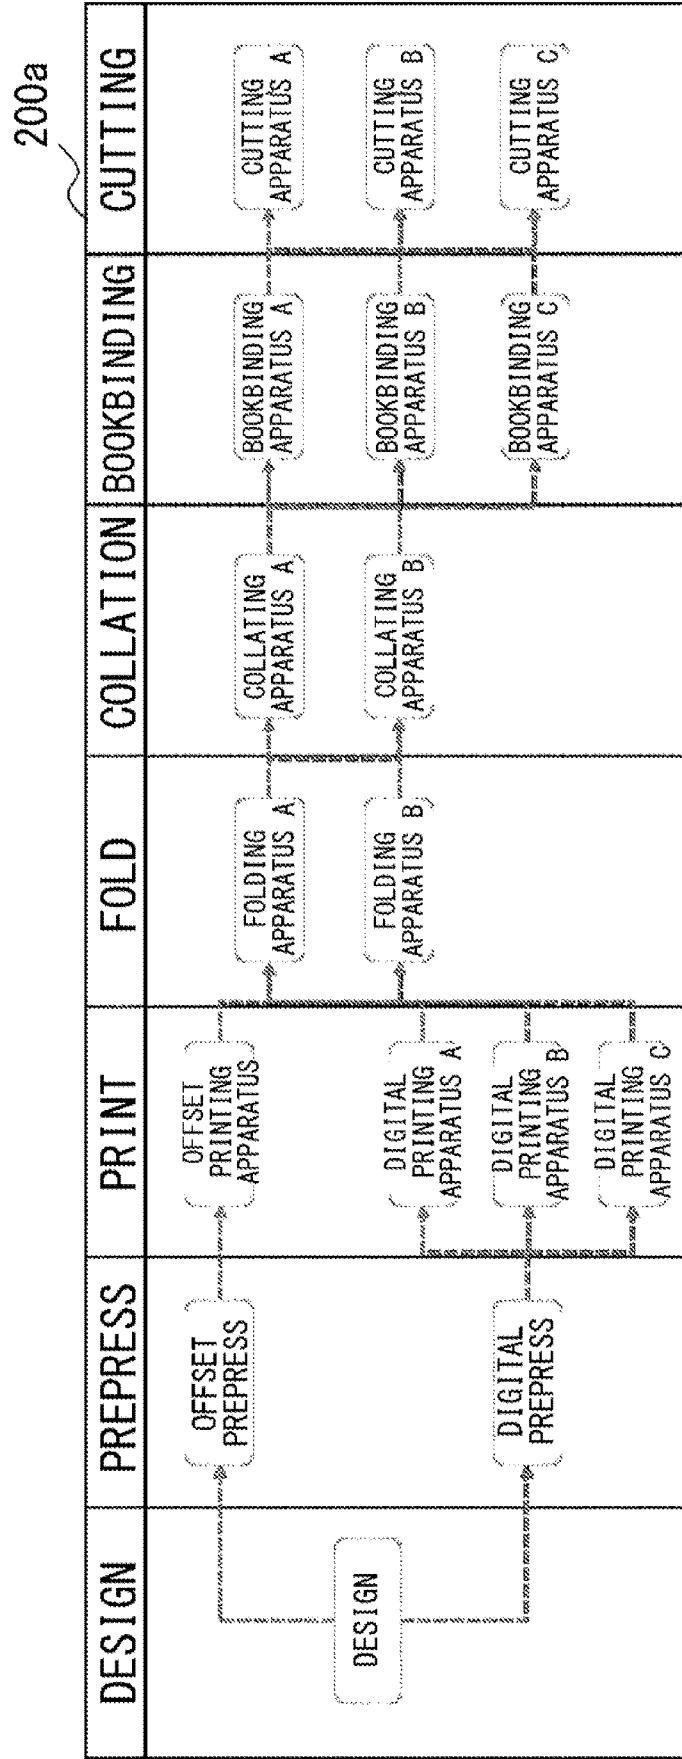 200a
DESIGN
PREPRESS
PRINT
FOLD
COLLATION
BOOKBINDING
CUTTING
DESIGN
OFFSET
PREPRESS
DIGITAL
PREPRESS
OFFSET
PRINTING
APPARATUS
DIGITAL
PRINTING
APPARATUS A
DIGITAL
PRINTING
APPARATUS B
DIGITAL
PRINTING
APPARATUS C
FOLDING
APPARATUS A
FOLDING
APPARATUS B
COLLATING
APPARATUS A
COLLATING
APPARATUS B
BOOKBINDING
APPARATUS A
BOOKBINDING
APPARATUS B
BOOKBINDING
APPARATUS C
CUTTING
APPARATUS A
CUTTING
APPARATUS B
CUTTING
APPARATUS C